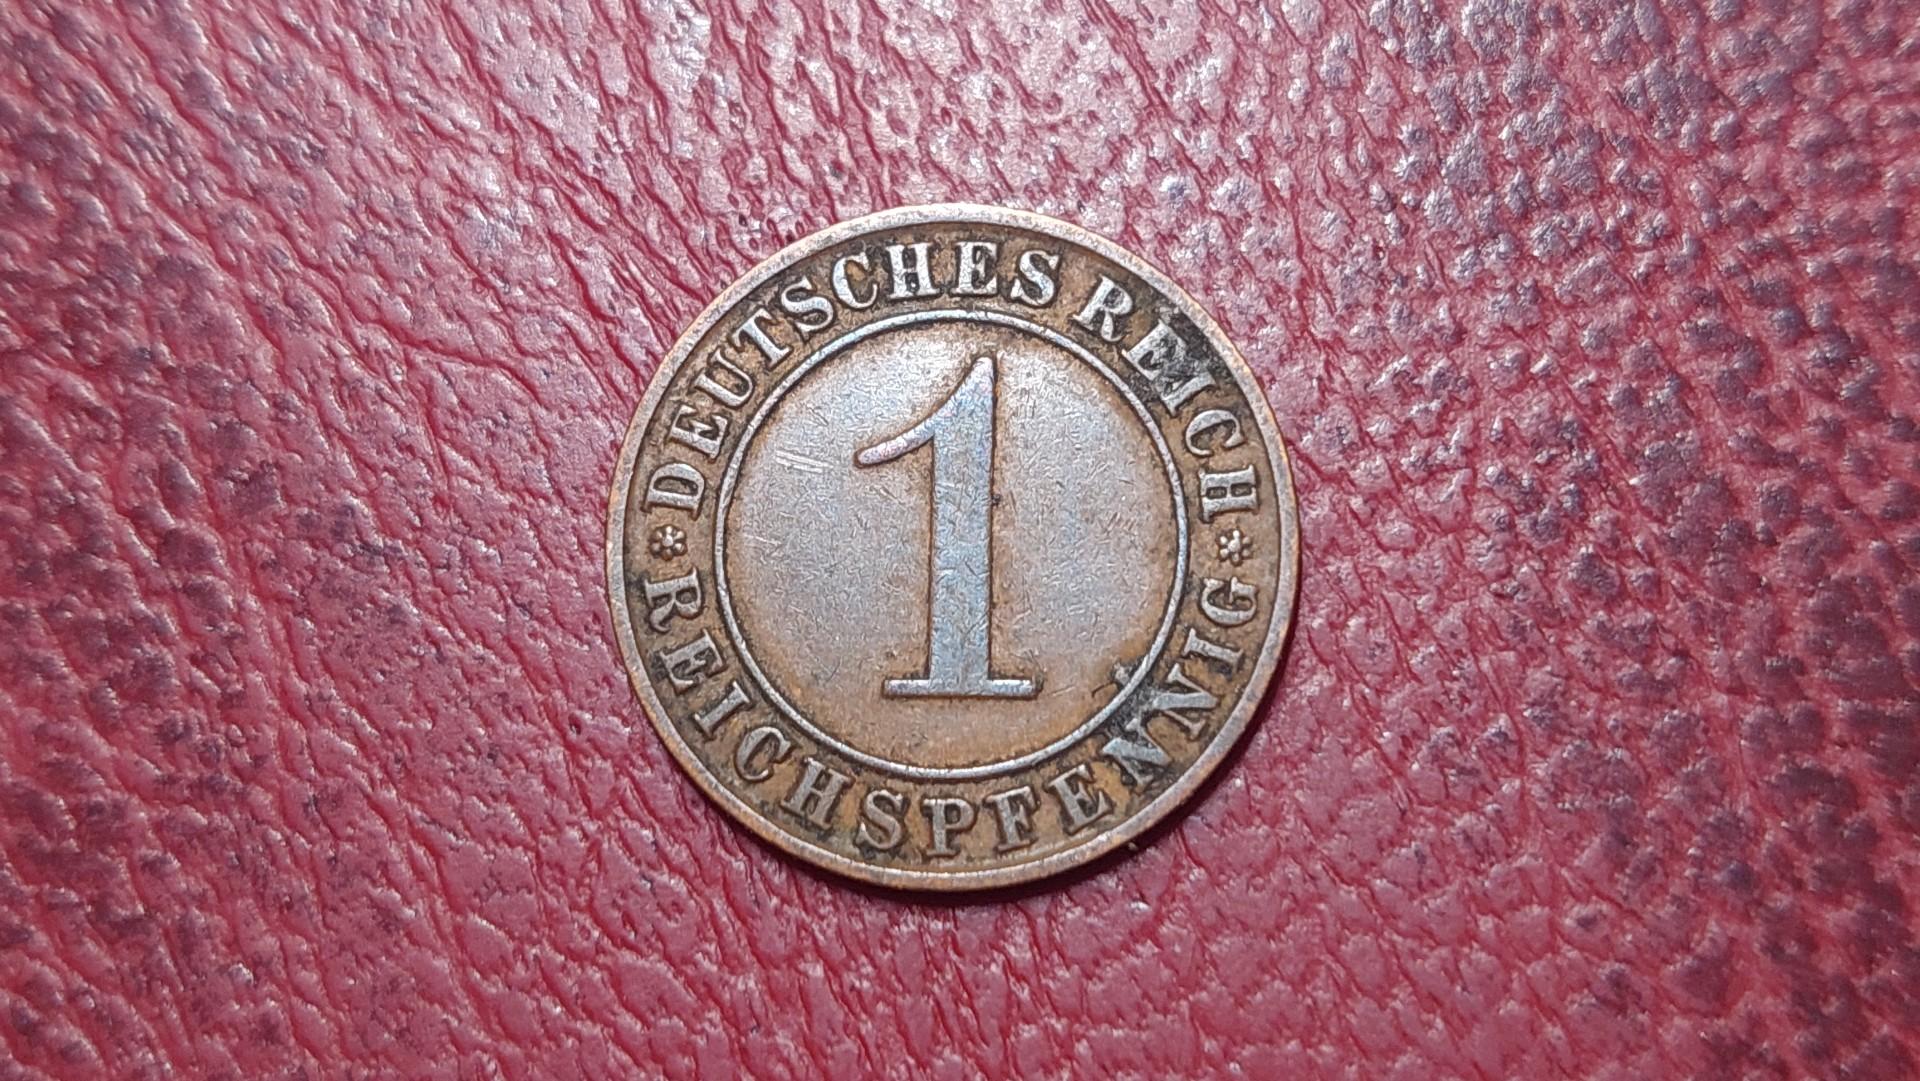 DEUTSCHES REICH
1
REICHSPFENNIG